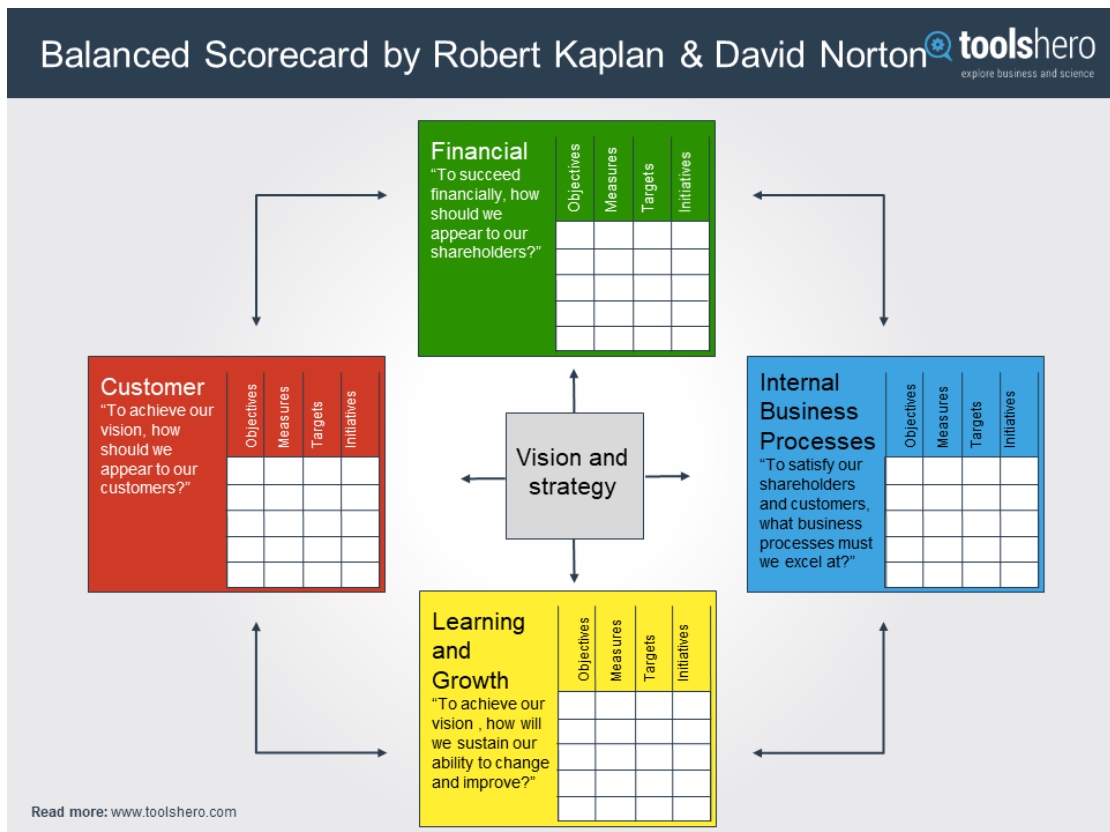 Balanced Scorecard by Robert Kaplan & David Norton
toolshero
explore business and science
Financial
“To succeed
financially, how
should we
appear to our
shareholders?”
Objectives
Measures
Targets
Initiatives
Customer
“To achieve our
vision, how
should we
appear to our
customers?”
Objectives
Measures
Targets
Initiatives
Vision and
strategy
Internal
Business
Processes
“To satisfy our
shareholders
and customers,
what business
processes must
we excel at?”
Objectives
Measures
Targets
Initiatives
Learning
and
Growth
“To achieve our
vision , how will
we sustain our
ability to change
and improve?”
Objectives
Measures
Targets
Initiatives
Read more: www.toolshero.com